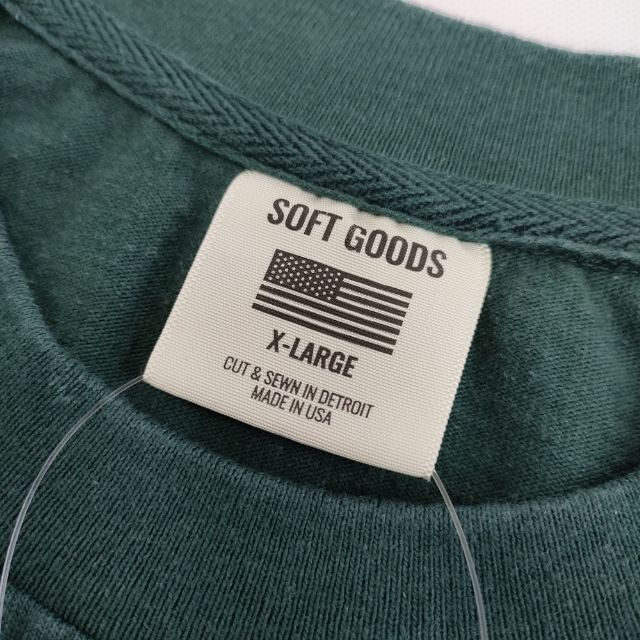 SOFT GOODS
X-LARGE
CUT & SEWN IN DETROIT
MADE IN USA